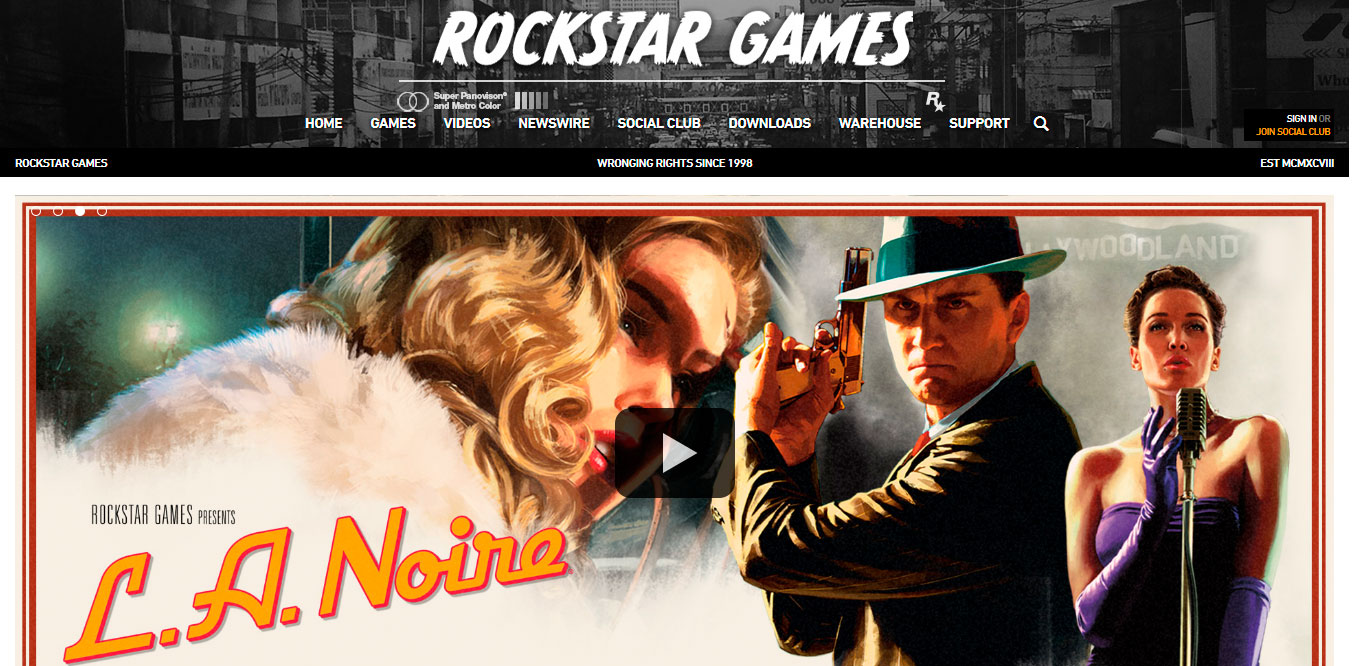 ROCKSTAR GAMES
Super Panovison®
and Metro Color
R
HOME GAMES VIDEOS NEWSWIRE SOCIAL CLUB DOWNLOADS WAREHOUSE SUPPORT
SIGN IN OR
JOIN SOCIAL CLUB
ROCKSTAR GAMES WRONGING RIGHTS SINCE 1998 EST MCMXCVIII
LLYWOODLAND
ROCKSTAR GAMES PRESENTS
L.A. Noire